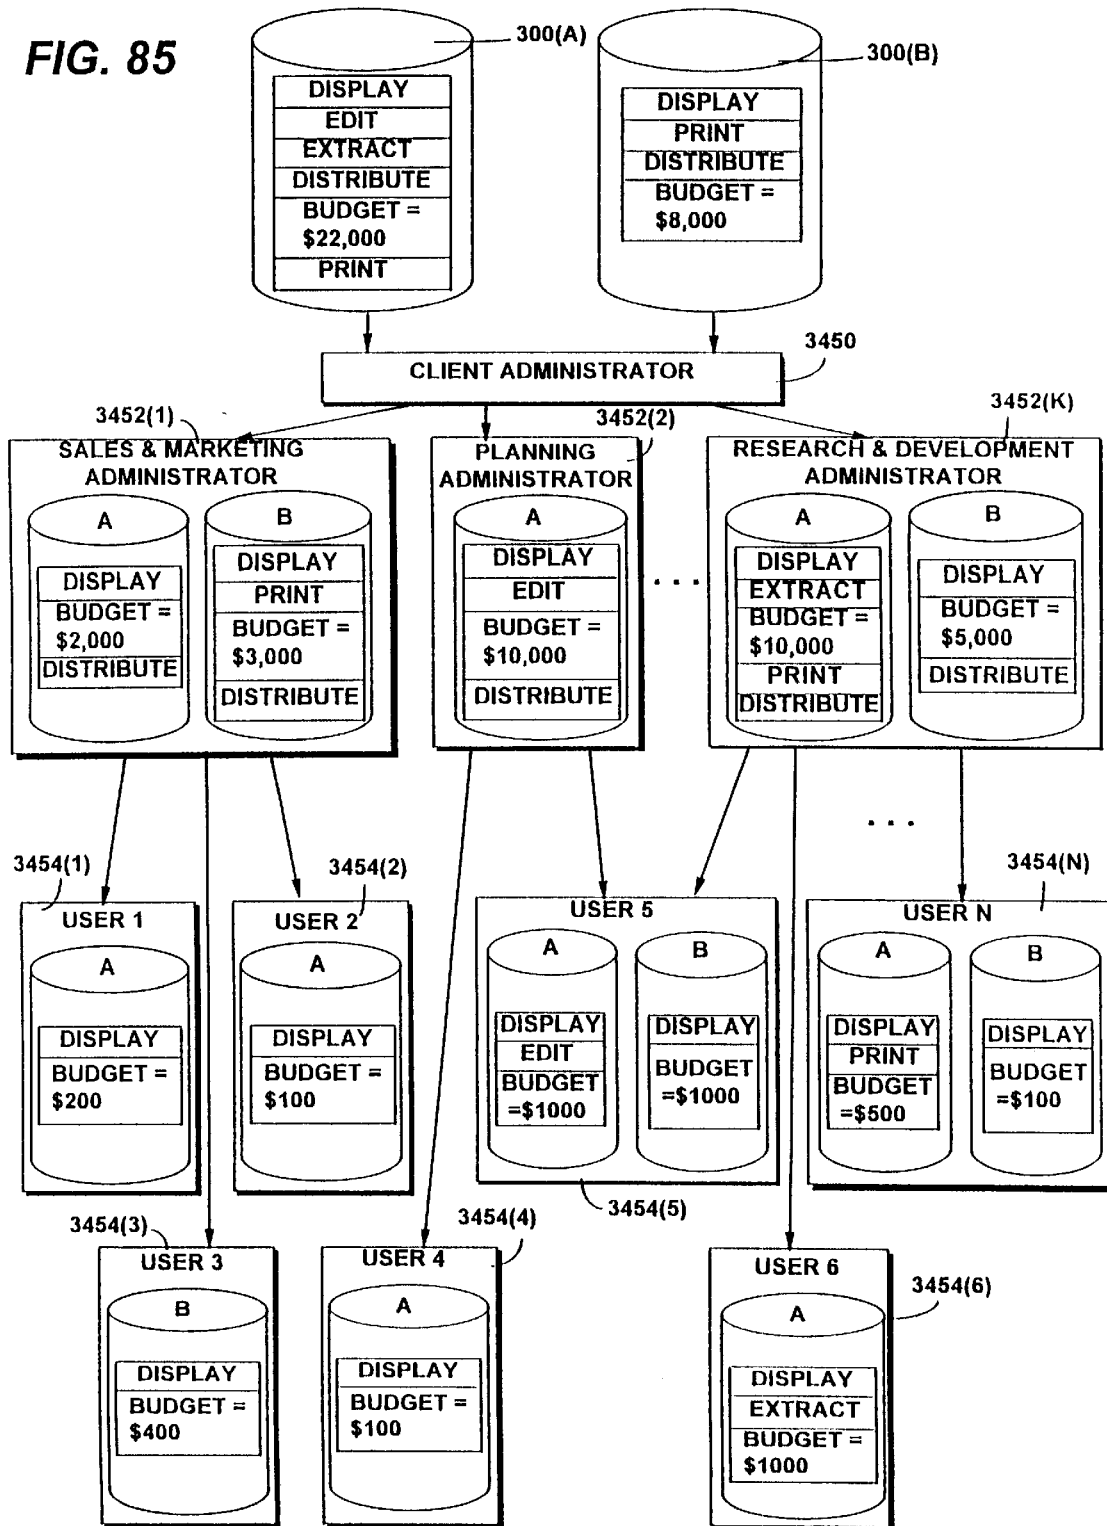 FIG. 85
300(A)
DISPLAY
EDIT
EXTRACT
DISTRIBUTE
BUDGET =
$22,000
PRINT
300(B)
DISPLAY
PRINT
DISTRIBUTE
BUDGET =
$8,000
CLIENT ADMINISTRATOR
3450
3452(1)
SALES & MARKETING
ADMINISTRATOR
A
DISPLAY
BUDGET =
$2,000
DISTRIBUTE
B
DISPLAY
PRINT
BUDGET =
$3,000
DISTRIBUTE
3452(2)
PLANNING
ADMINISTRATOR
A
DISPLAY
EDIT
BUDGET =
$10,000
DISTRIBUTE
. . .
3452(K)
RESEARCH & DEVELOPMENT
ADMINISTRATOR
A
DISPLAY
EXTRACT
BUDGET =
$10,000
PRINT
DISTRIBUTE
B
DISPLAY
BUDGET =
$5,000
DISTRIBUTE
. . .
3454(1)
USER 1
A
DISPLAY
BUDGET =
$200
3454(2)
USER 2
A
DISPLAY
BUDGET =
$100
USER 5
A
DISPLAY
EDIT
BUDGET
=$1000
B
DISPLAY
BUDGET
=$1000
3454(5)
3454(N)
USER N
A
DISPLAY
PRINT
BUDGET
=$500
B
DISPLAY
BUDGET
=$100
3454(3)
USER 3
B
DISPLAY
BUDGET =
$400
3454(4)
USER 4
A
DISPLAY
BUDGET =
$100
USER 6
3454(6)
A
DISPLAY
EXTRACT
BUDGET =
$1000